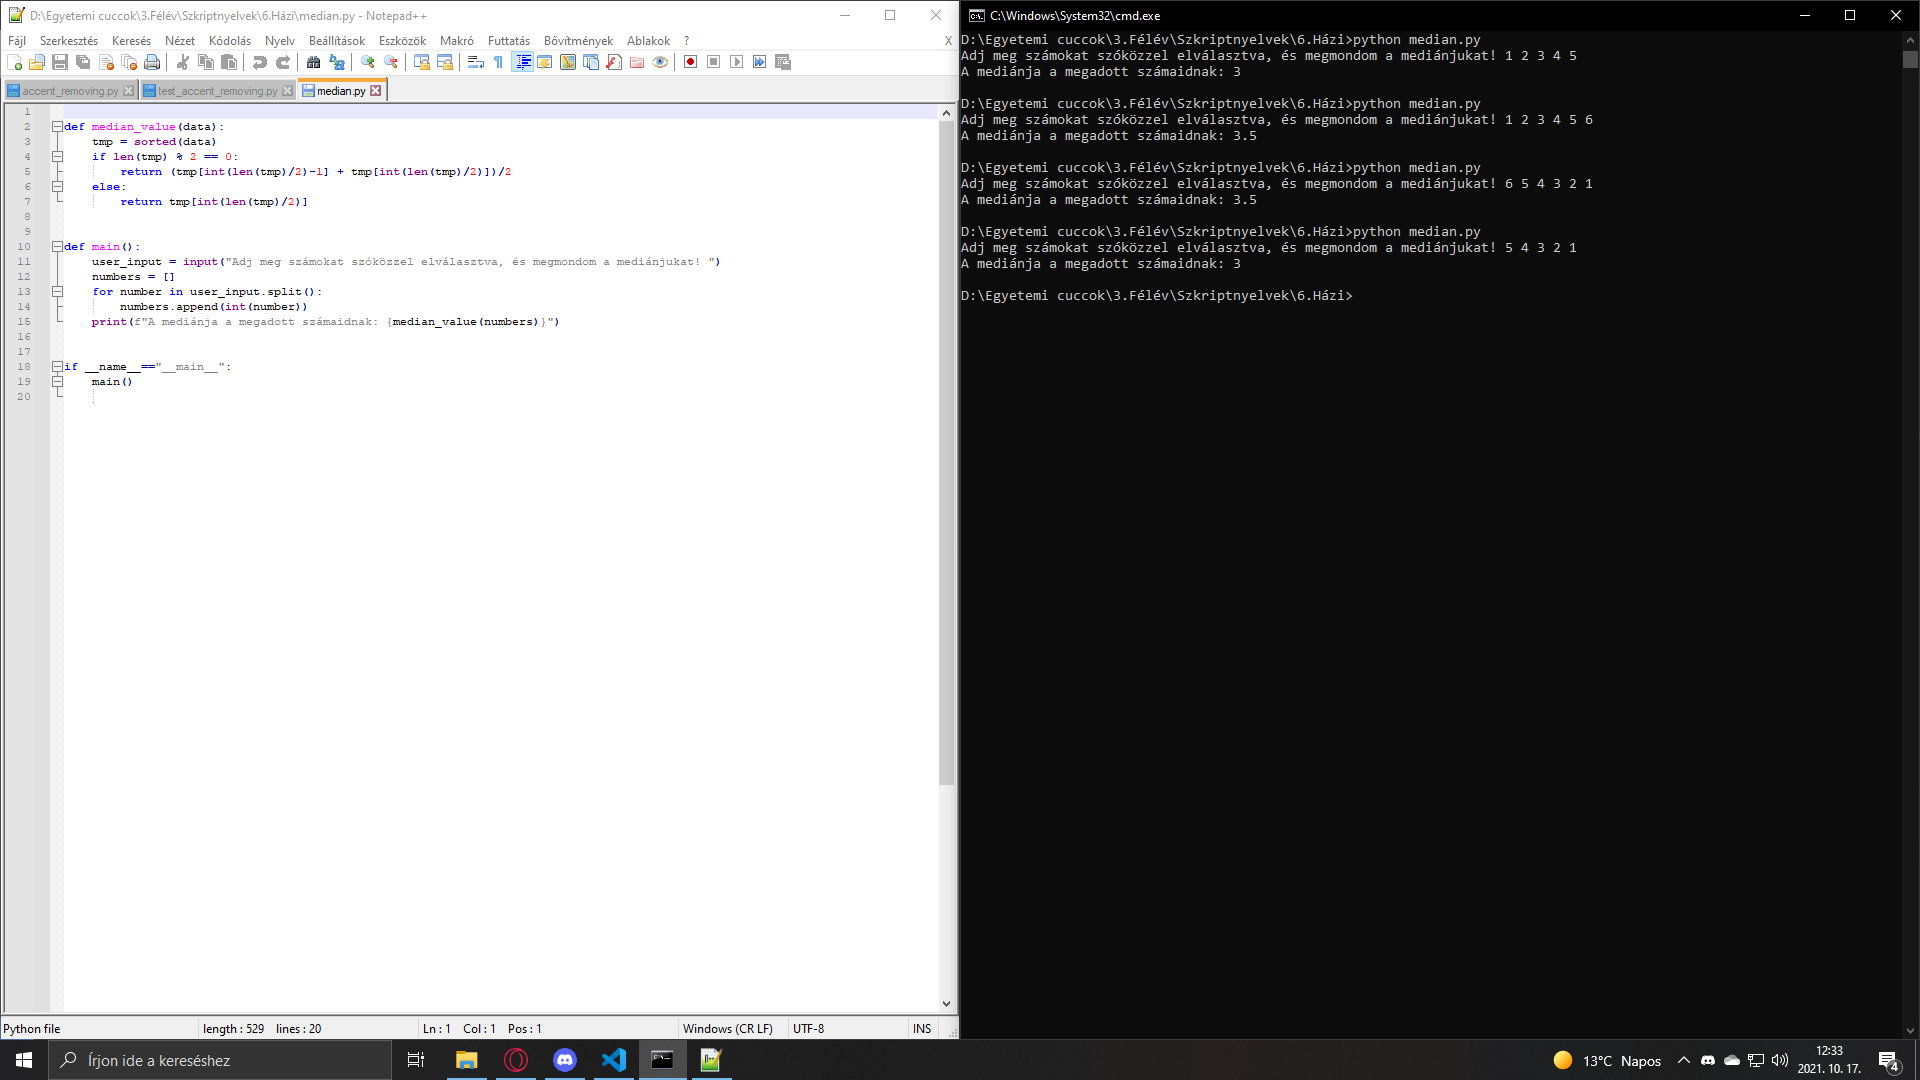 D:\Egyetemi cuccok\3.Félév\Szkriptnyelvek\6.Házi\median.py - Notepad++
Fájl Szerkesztés Keresés Nézet Kódolás Nyelv Beállítások Eszközök Makró Futtatás Bővítmények Ablakok ? X
accent_removing.py test_accent_removing.py median.py
1
2 def median_value(data):
3     tmp = sorted(data)
4     if len(tmp) % 2 == 0:
5         return (tmp[int(len(tmp)/2)-1] + tmp[int(len(tmp)/2)])/2
6     else:
7         return tmp[int(len(tmp)/2)]
8
9
10 def main():
11     user_input = input("Adj meg számokat szóközzel elválasztva, és megmondom a mediánjukat! ")
12     numbers = []
13     for number in user_input.split():
14         numbers.append(int(number))
15     print(f"A mediánja a megadott számaidnak: {median_value(numbers)}")
16
17
18 if __name__=="__main__":
19     main()
20
Python file length : 529 lines : 20 Ln : 1 Col : 1 Pos : 1 Windows (CR LF) UTF-8 INS
C:\Windows\System32\cmd.exe
D:\Egyetemi cuccok\3.Félév\Szkriptnyelvek\6.Házi>python median.py
Adj meg számokat szóközzel elválasztva, és megmondom a mediánjukat! 1 2 3 4 5
A mediánja a megadott számaidnak: 3
D:\Egyetemi cuccok\3.Félév\Szkriptnyelvek\6.Házi>python median.py
Adj meg számokat szóközzel elválasztva, és megmondom a mediánjukat! 1 2 3 4 5 6
A mediánja a megadott számaidnak: 3.5
D:\Egyetemi cuccok\3.Félév\Szkriptnyelvek\6.Házi>python median.py
Adj meg számokat szóközzel elválasztva, és megmondom a mediánjukat! 6 5 4 3 2 1
A mediánja a megadott számaidnak: 3.5
D:\Egyetemi cuccok\3.Félév\Szkriptnyelvek\6.Házi>python median.py
Adj meg számokat szóközzel elválasztva, és megmondom a mediánjukat! 5 4 3 2 1
A mediánja a megadott számaidnak: 3
D:\Egyetemi cuccok\3.Félév\Szkriptnyelvek\6.Házi>
Írjon ide a kereséshez
13°C Napos
12:33
2021. 10. 17.
4